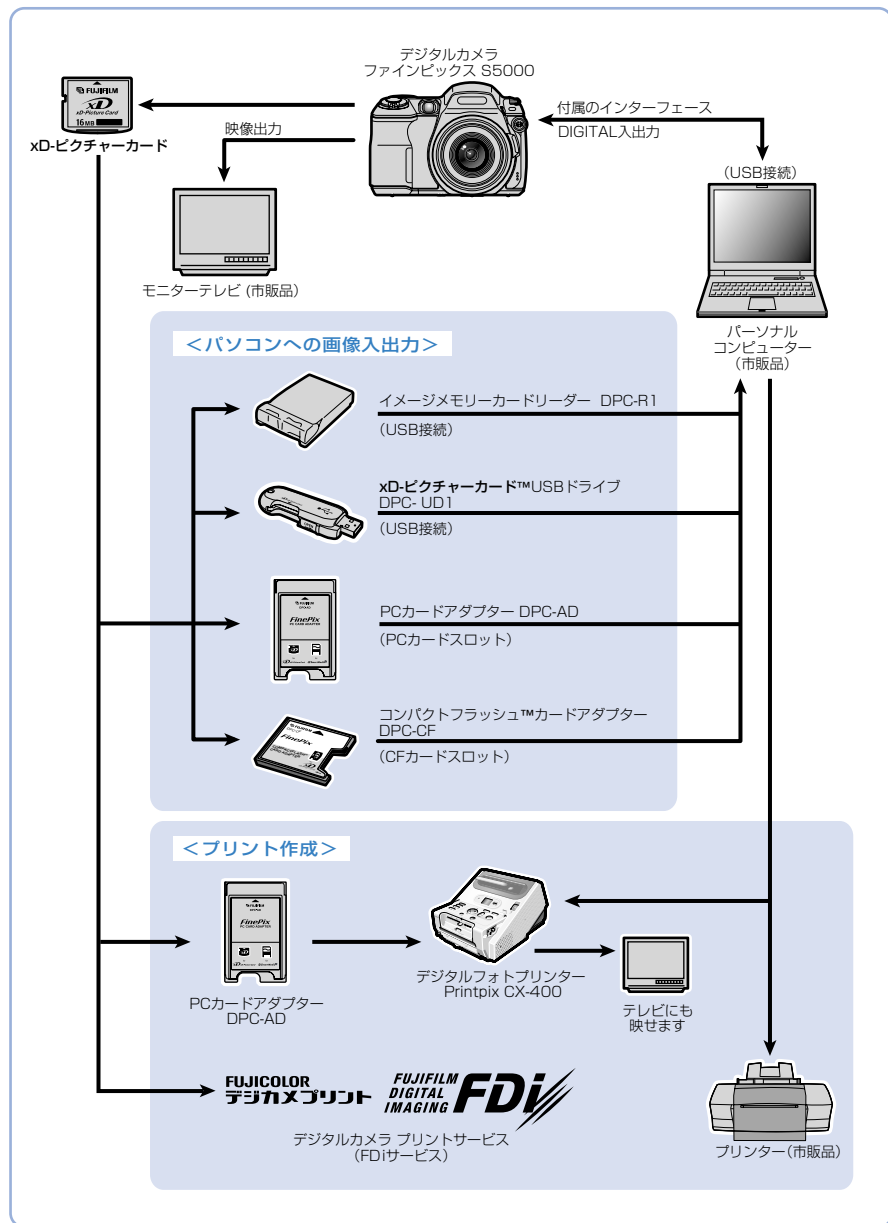 デジタルカメラ
ファインピックス S5000
FUJIFILM
xD
xD-Picture Card
16MB
xD-ピクチャーカード
映像出力
付属のインターフェース
DIGITAL入出力
(USB接続)
モニターテレビ (市販品)
パーソナル
コンピューター
(市販品)
＜パソコンへの画像入出力＞
イメージメモリーカードリーダー DPC-R1
(USB接続)
xD-ピクチャーカード™USBドライブ
DPC- UD1
(USB接続)
FUJIFILM
FinePix
PC CARD ADAPTER
PCカードアダプター DPC-AD
(PCカードスロット)
FUJIFILM
FinePix
コンパクトフラッシュ™カードアダプター
DPC-CF
(CFカードスロット)
＜プリント作成＞
FUJIFILM
FinePix
PC CARD ADAPTER
PCカードアダプター
DPC-AD
デジタルフォトプリンター
Printpix CX-400
テレビにも
映せます
FUJICOLOR
デジカメプリント
FUJIFILM
DIGITAL
IMAGING
FDi
デジタルカメラ プリントサービス
(FDiサービス)
プリンター(市販品)